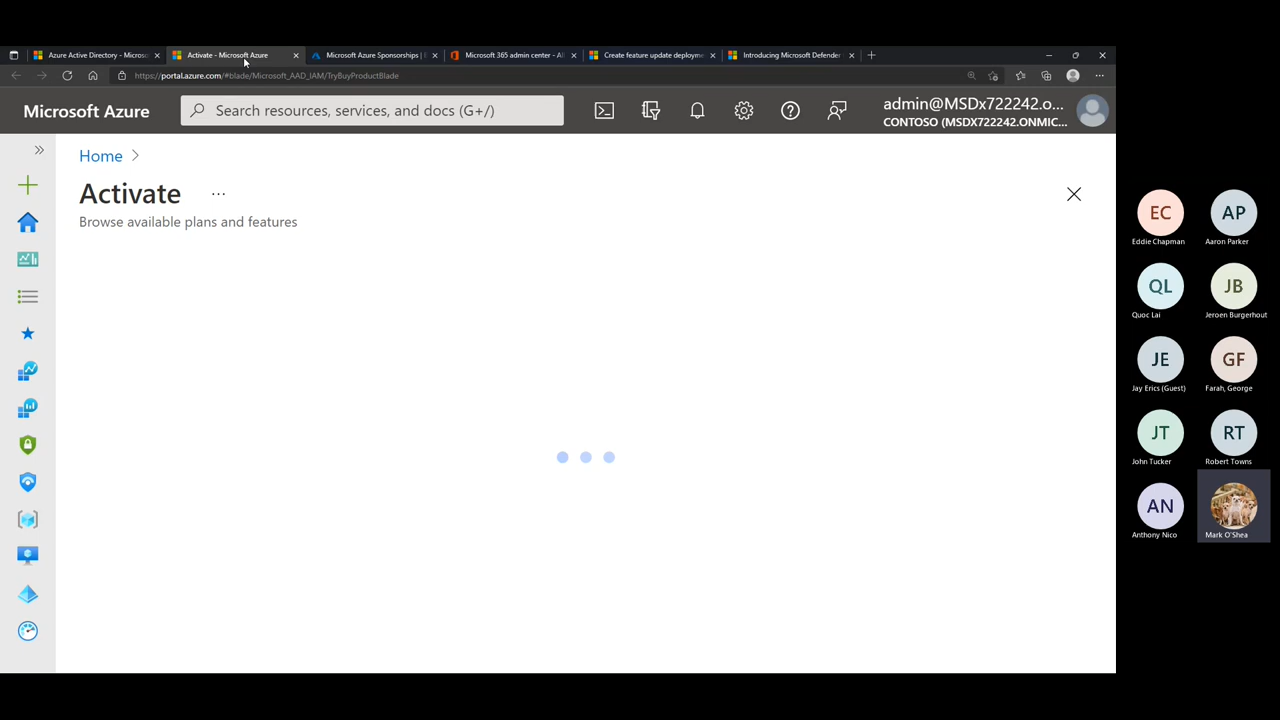 Azure Active Directory - Microso
Activate - Microsoft Azure
Microsoft Azure Sponsorships |
Microsoft 365 admin center - A
Create feature update deploym
Introducing Microsoft Defender
https://portal.azure.com/#blade/Microsoft_AAD_IAM/TryBuyProductBlade
Microsoft Azure
Search resources, services, and docs (G+/)
admin@MSDx722242.o...
CONTOSO (MSDX722242.ONMIC...
Home
Activate
...
Browse available plans and features
EC
AP
Eddie Chapman
Aaron Parker
QL
JB
Quoc Lai
Jeroen Burgerhout
JE
GF
Jay Erics (Guest)
Farah, George
JT
RT
John Tucker
Robert Towns
AN
Anthony Nico
Mark O'Shea